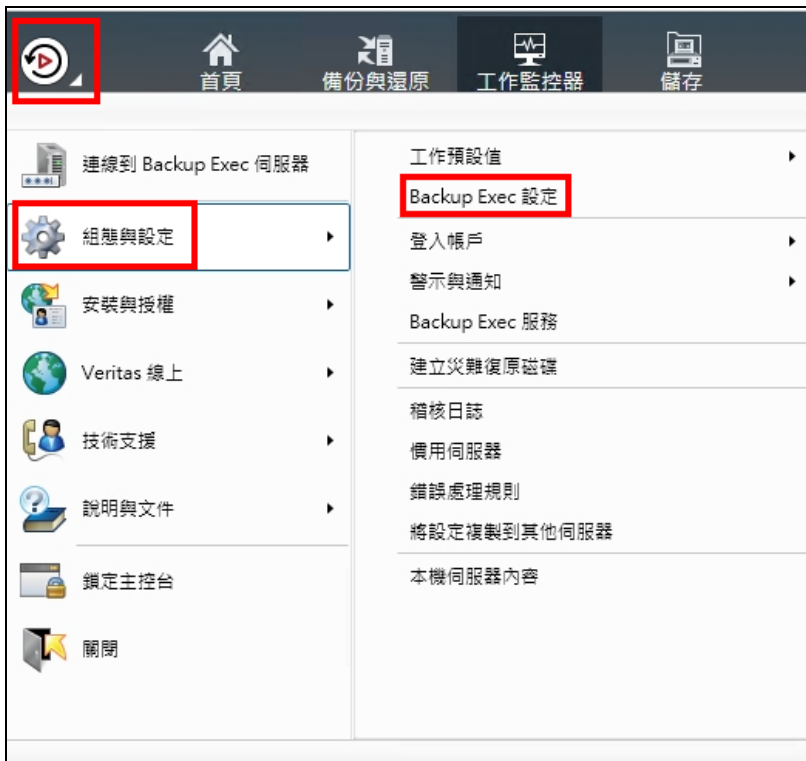 首頁
備份與還原
工作監控器
儲存
連線到 Backup Exec 伺服器
組態與設定
安裝與授權
Veritas 線上
技術支援
說明與文件
鎖定主控台
關閉
工作預設值
Backup Exec 設定
登入帳戶
警示與通知
Backup Exec 服務
建立災難復原磁碟
稽核日誌
慣用伺服器
錯誤處理規則
將設定複製到其他伺服器
本機伺服器內容